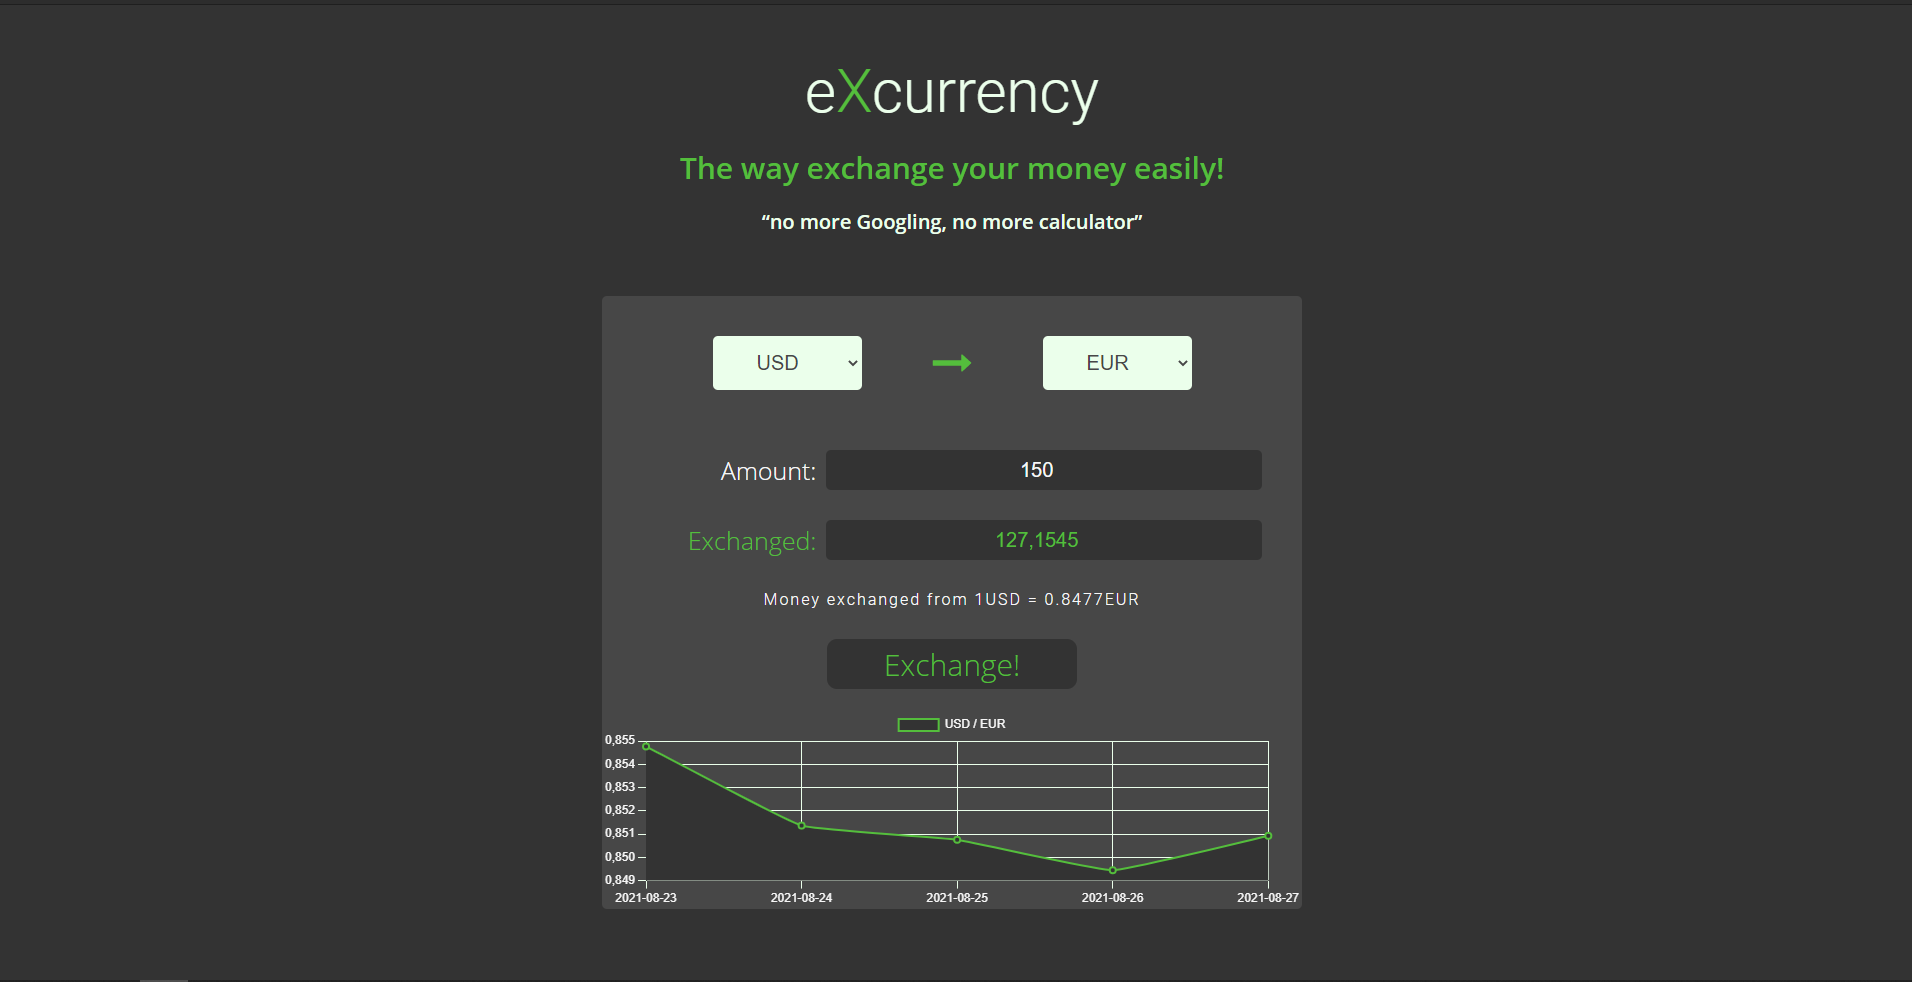 eXcurrency
The way exchange your money easily!
“no more Googling, no more calculator”
USD EUR
Amount: 150
Exchanged: 127,1545
Money exchanged from 1USD = 0.8477EUR
Exchange!
USD / EUR
0,855
0,854
0,853
0,852
0,851
0,850
0,849
2021-08-23 2021-08-24 2021-08-25 2021-08-26 2021-08-27